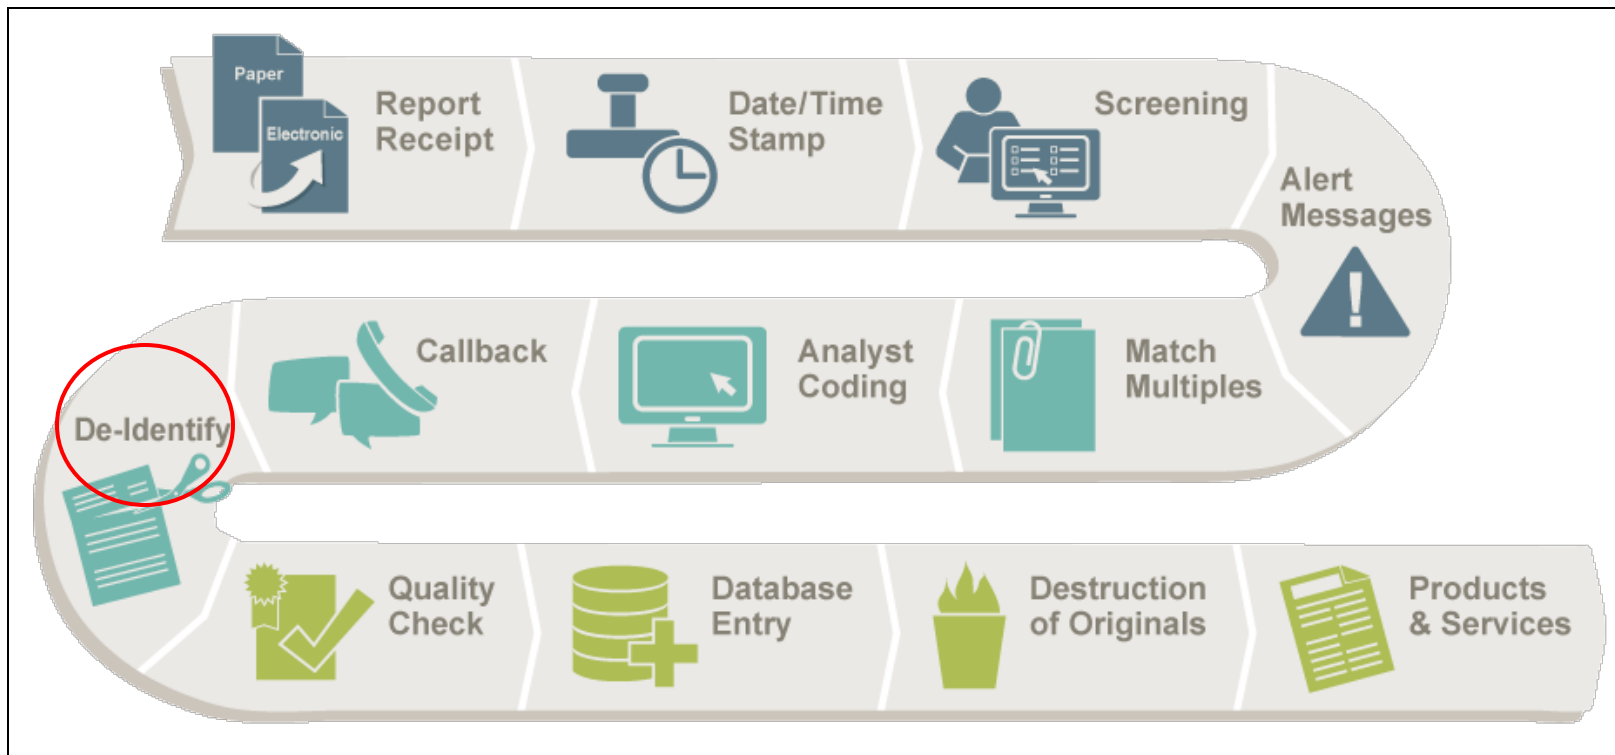 Paper
Electronic
Report
Receipt
Date/Time
Stamp
Screening
Alert
Messages
Match
Multiples
Analyst
Coding
Callback
De-Identify
Quality
Check
Database
Entry
Destruction
of Originals
Products
& Services